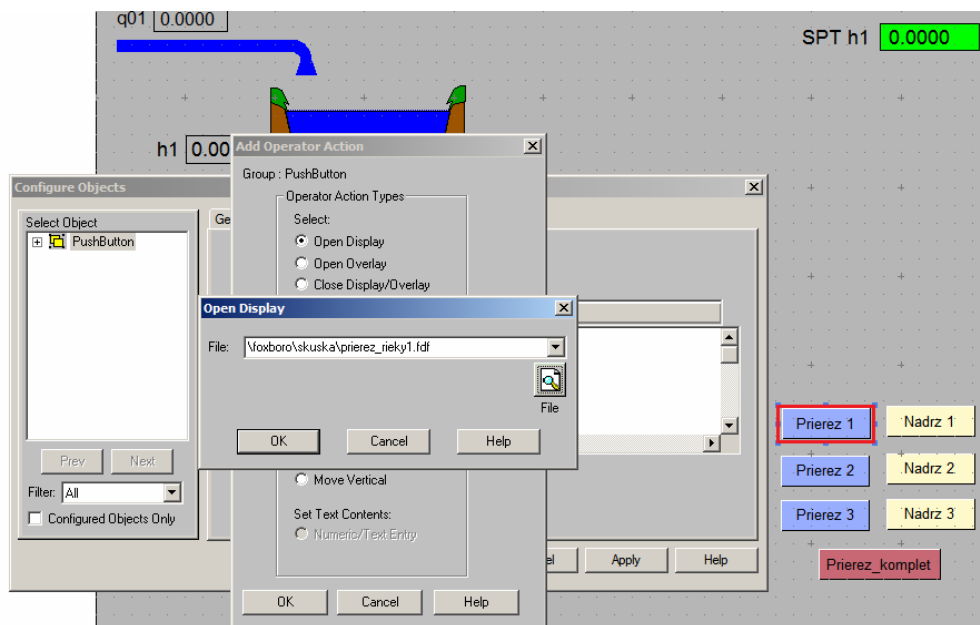 q01 0.0000
SPT h1 0.0000
h1 0.00
Add Operator Action
Group : PushButton
Operator Action Types
Select:
Open Display
Open Overlay
Close Display/Overlay
Configure Objects
Select Object
PushButton
Ge
Open Display
File: \foxboro\skuska\prierez_rieky1.fdf
File
OK Cancel Help
Prev Next
Filter: All
Configured Objects Only
Move Vertical
Set Text Contents:
Numeric/Text Entry
el Apply Help
OK Cancel Help
Prierez 1 Nadrz 1
Prierez 2 Nadrz 2
Prierez 3 Nadrz 3
Prierez_komplet